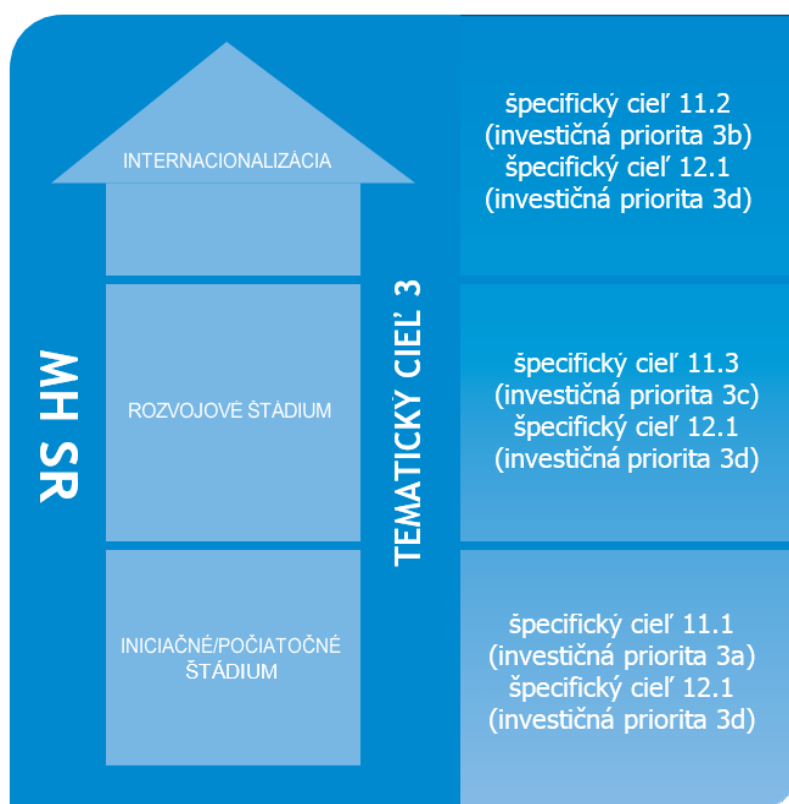 INTERNACIONALIZÁCIA
ROZVOJOVÉ ŠTÁDIUM
INICIAČNÉ/POČIATOČNÉ
ŠTÁDIUM
MH SR
TEMATICKÝ CIEĽ 3
špecifický cieľ 11.2
(investičná priorita 3b)
špecifický cieľ 12.1
(investičná priorita 3d)
špecifický cieľ 11.3
(investičná priorita 3c)
špecifický cieľ 12.1
(investičná priorita 3d)
špecifický cieľ 11.1
(investičná priorita 3a)
špecifický cieľ 12.1
(investičná priorita 3d)